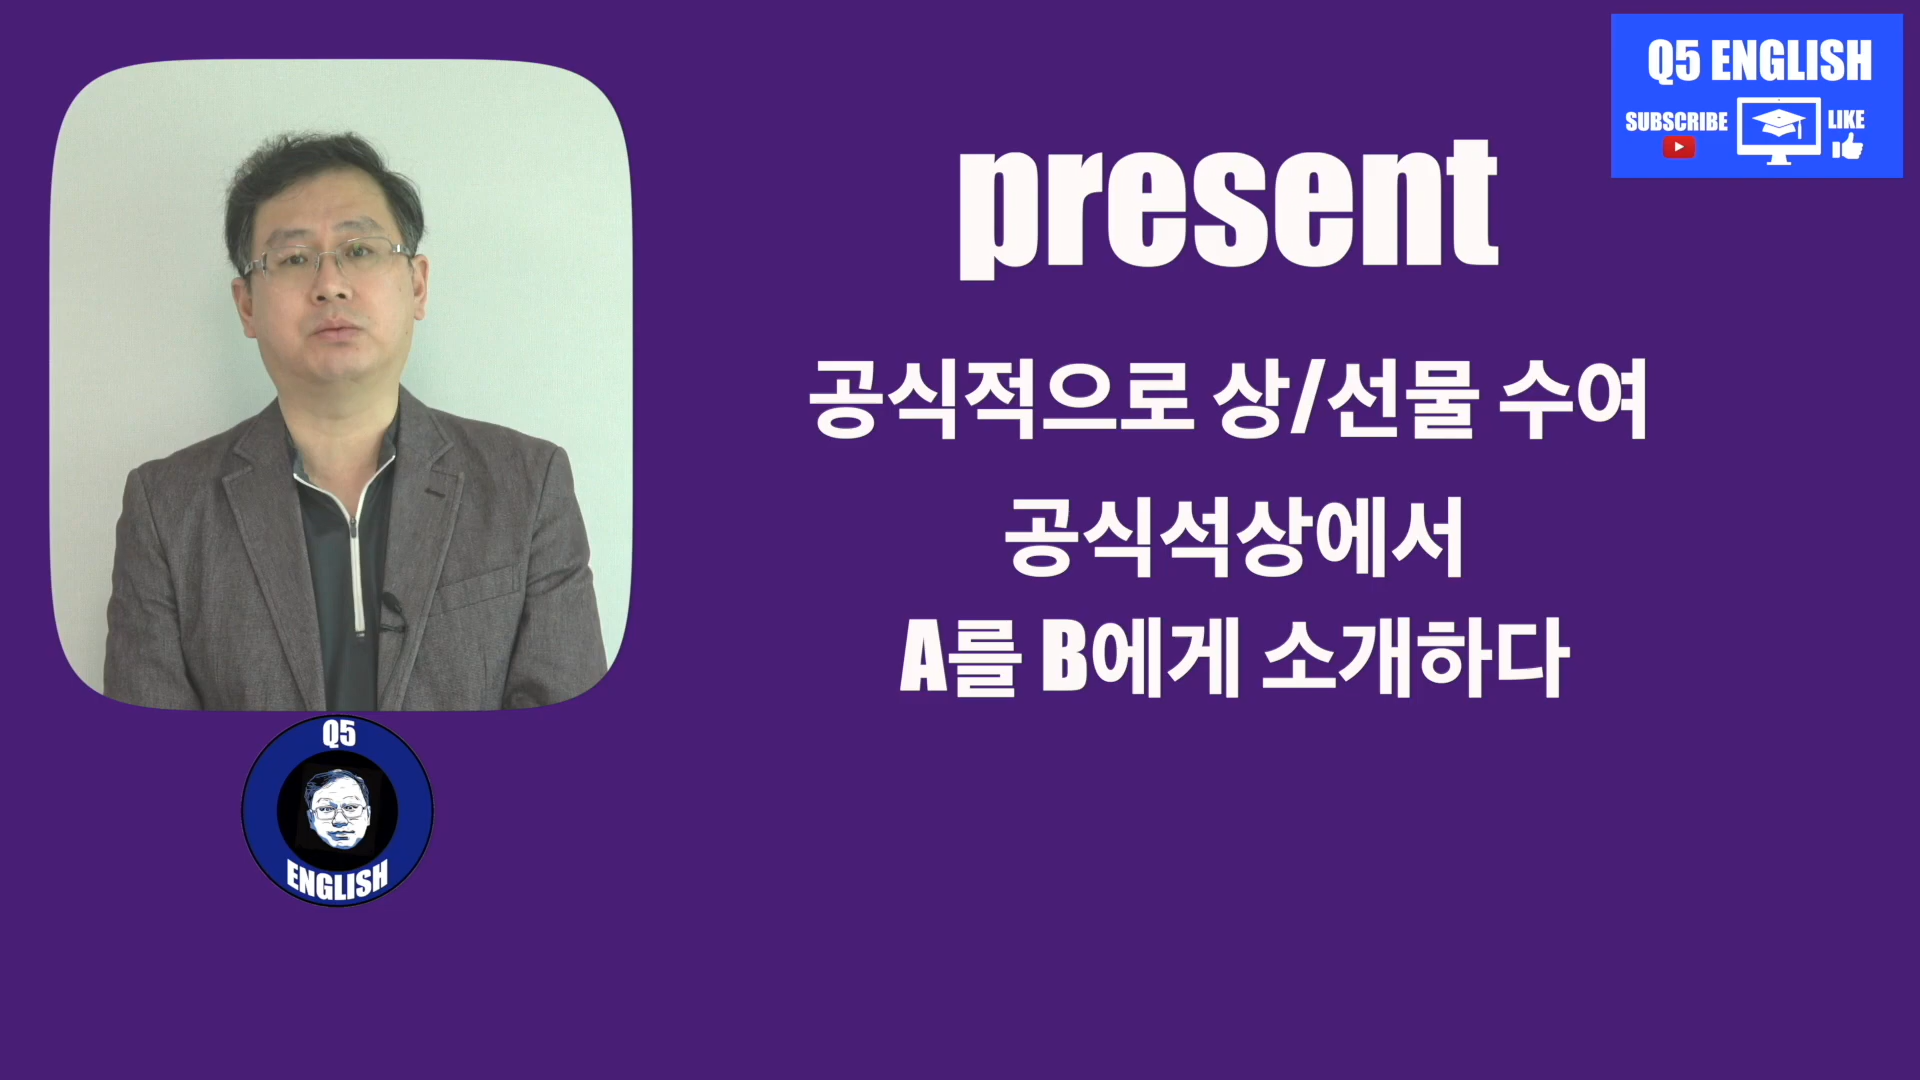 Q5 ENGLISH
SUBSCRIBE
LIKE
present
공식적으로 상/선물 수여
공식석상에서
A를 B에게 소개하다
Q5
ENGLISH